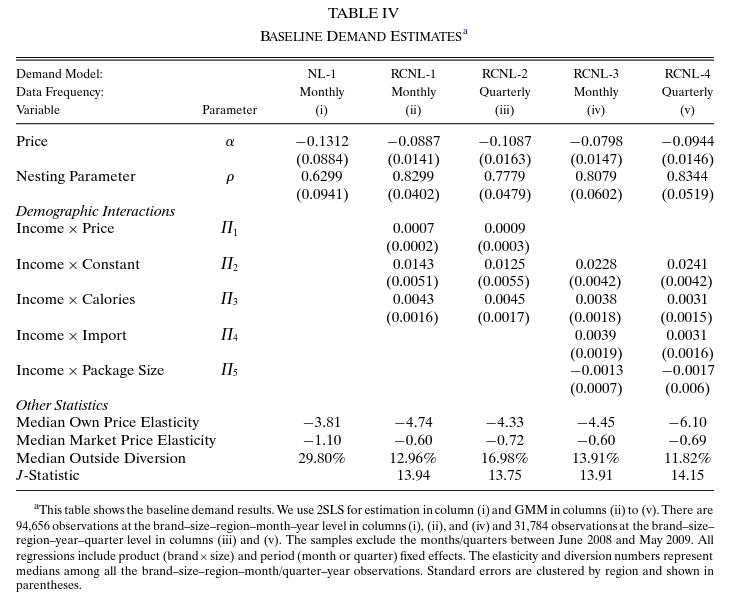 TABLE IV
BASELINE DEMAND ESTIMATESa
Demand Model: NL-1 RCNL-1 RCNL-2 RCNL-3 RCNL-4
Data Frequency: Monthly Monthly Quarterly Monthly Quarterly
Variable Parameter (i) (ii) (iii) (iv) (v)
Price α −0.1312 −0.0887 −0.1087 −0.0798 −0.0944
(0.0884) (0.0141) (0.0163) (0.0147) (0.0146)
Nesting Parameter ρ 0.6299 0.8299 0.7779 0.8079 0.8344
(0.0941) (0.0402) (0.0479) (0.0602) (0.0519)
Demographic Interactions
Income × Price Π1 0.0007 0.0009
(0.0002) (0.0003)
Income × Constant Π2 0.0143 0.0125 0.0228 0.0241
(0.0051) (0.0055) (0.0042) (0.0042)
Income × Calories Π3 0.0043 0.0045 0.0038 0.0031
(0.0016) (0.0017) (0.0018) (0.0015)
Income × Import Π4 0.0039 0.0031
(0.0019) (0.0016)
Income × Package Size Π5 −0.0013 −0.0017
(0.0007) (0.006)
Other Statistics
Median Own Price Elasticity −3.81 −4.74 −4.33 −4.45 −6.10
Median Market Price Elasticity −1.10 −0.60 −0.72 −0.60 −0.69
Median Outside Diversion 29.80% 12.96% 16.98% 13.91% 11.82%
J-Statistic 13.94 13.75 13.91 14.15
aThis table shows the baseline demand results. We use 2SLS for estimation in column (i) and GMM in columns (ii) to (v). There are
94,656 observations at the brand–size–region–month–year level in columns (i), (ii), and (iv) and 31,784 observations at the brand–size–
region–year–quarter level in columns (iii) and (v). The samples exclude the months/quarters between June 2008 and May 2009. All
regressions include product (brand × size) and period (month or quarter) fixed effects. The elasticity and diversion numbers represent
medians among all the brand–size–region–month/quarter–year observations. Standard errors are clustered by region and shown in
parentheses.